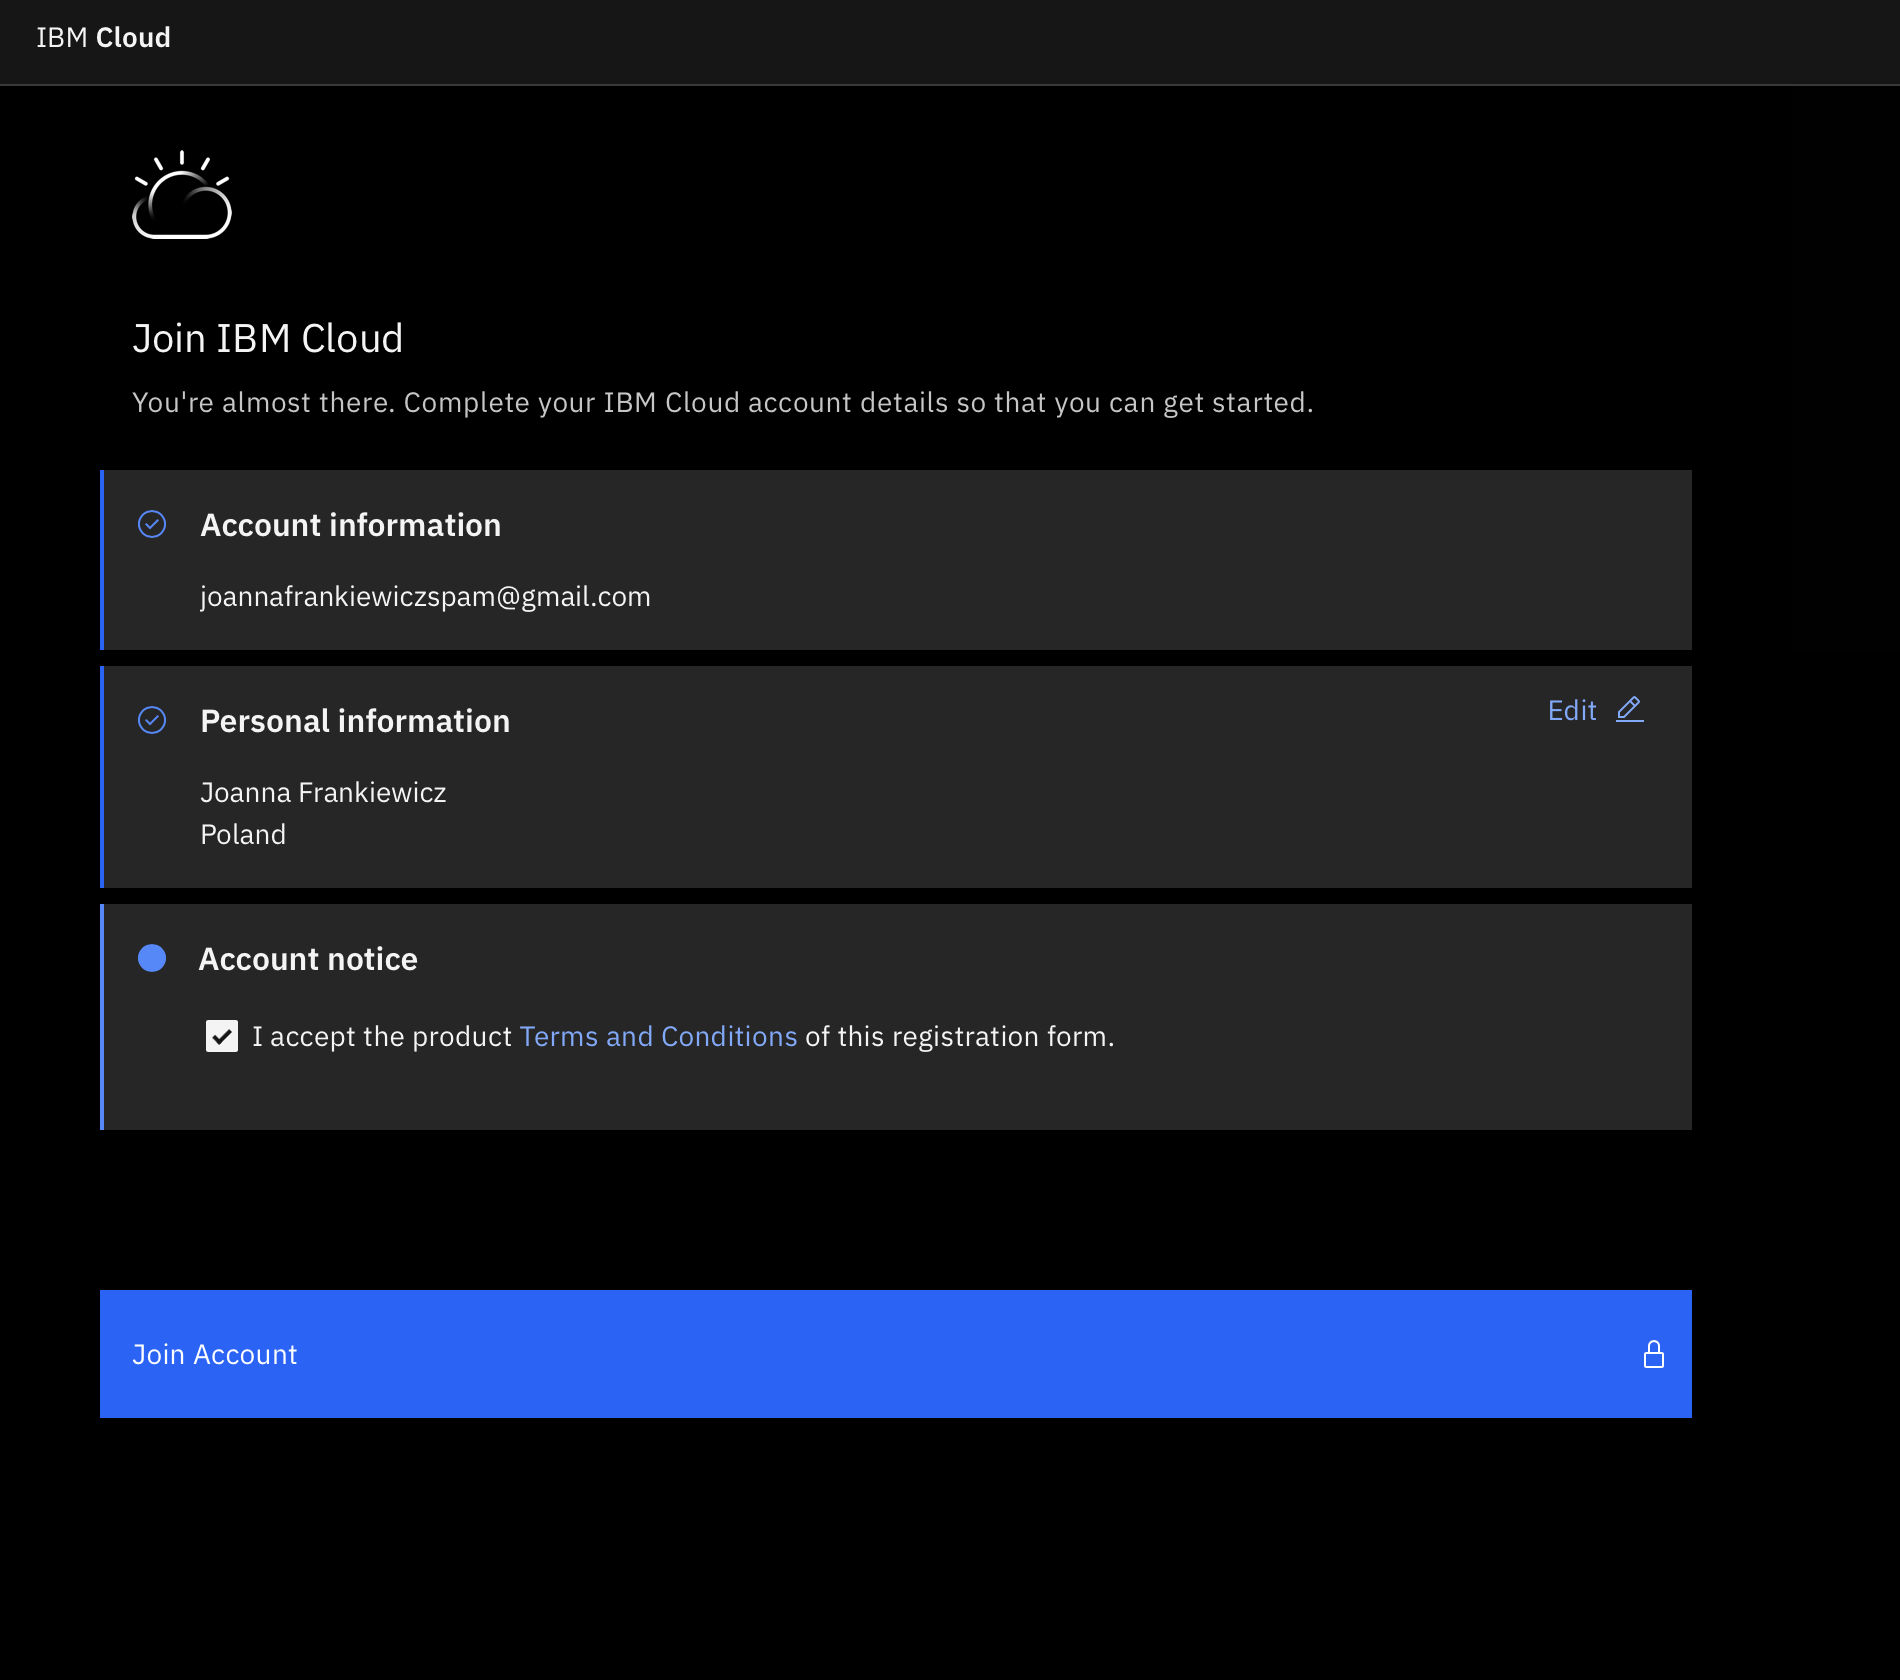 IBM Cloud
Join IBM Cloud
You're almost there. Complete your IBM Cloud account details so that you can get started.
Account information
joannafrankiewiczspam@gmail.com
Personal information
Edit
Joanna Frankiewicz
Poland
Account notice
I accept the product Terms and Conditions of this registration form.
Join Account